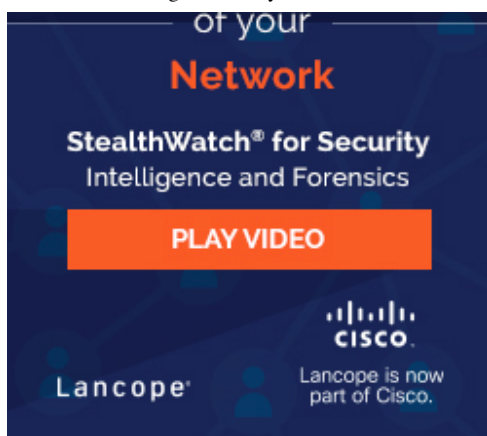 of your
Network
StealthWatch® for Security
Intelligence and Forensics
PLAY VIDEO
CISCO.
Lancope®
Lancope is now
part of Cisco.